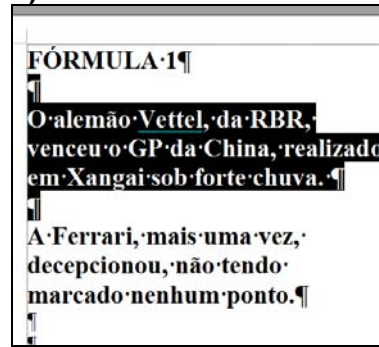 FÓRMULA·1¶
¶
O·alemão·Vettel,·da·RBR,·
venceu·o·GP·da·China,·realizado
em·Xangai·sob·forte·chuva.·¶
¶
A·Ferrari,·mais·uma·vez,·
decepcionou,·não·tendo·
marcado·nenhum·ponto.¶
¶
¶